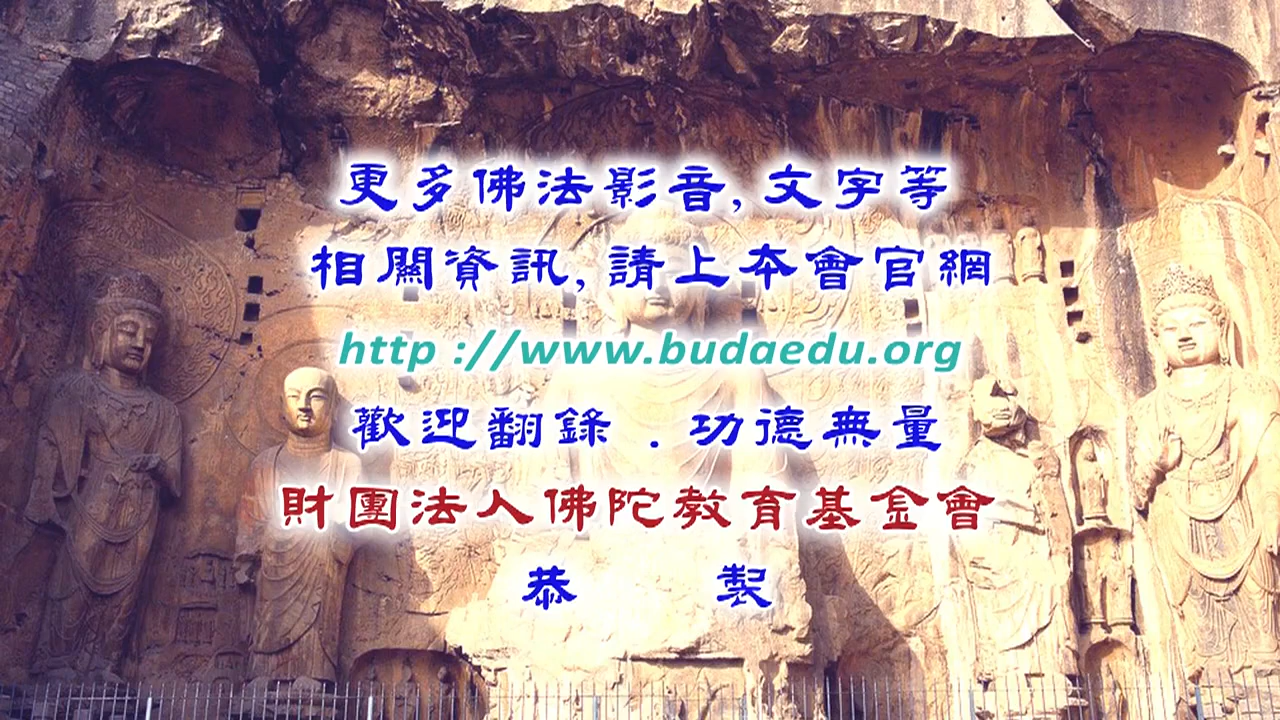 更多佛法影音,文字等
相關資訊,請上本會官網
http ://www.budaedu.org
歡迎翻錄 . 功德無量
財團法人佛陀教育基金會
恭 製